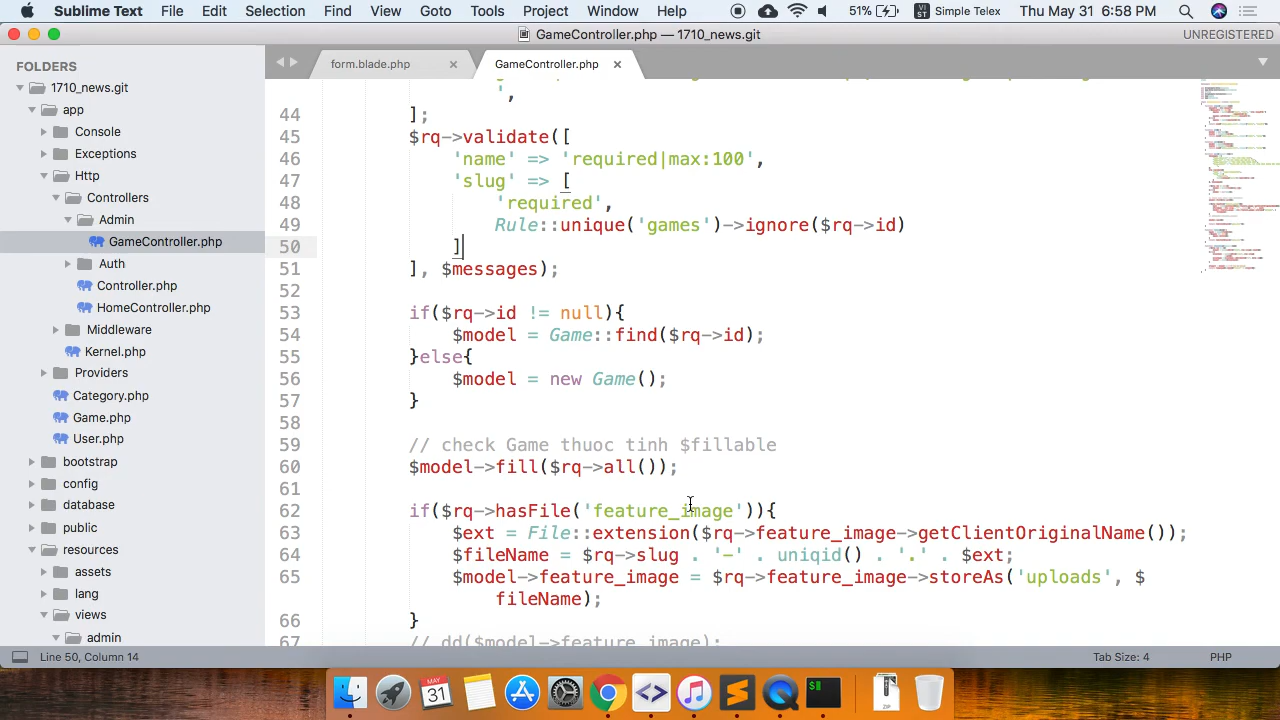 Sublime Text File Edit Selection Find View Goto Tools Project Window Help 51% VI ST Simple Telex Thu May 31 6:58 PM
GameController.php — 1710_news.git UNREGISTERED
FOLDERS
1710_news.git
app
Console
Exceptions
Http
Controllers
Admin
GameController.php
Auth
Controller.php
HomeController.php
Middleware
Kernel.php
Providers
Category.php
Game.php
User.php
bootstrap
config
database
public
resources
assets
lang
views
admin
form.blade.php GameController.php
',
44 ];
45 $rq->validate([
46 'name' => 'required|max:100',
47 'slug' => [
48 'required',
49 Rule::unique('games')->ignore($rq->id)
50 ]
51 ], $messages);
52
53 if($rq->id != null){
54 $model = Game::find($rq->id);
55 }else{
56 $model = new Game();
57 }
58
59 // check Game thuoc tinh $fillable
60 $model->fill($rq->all());
61
62 if($rq->hasFile('feature_image')){
63 $ext = File::extension($rq->feature_image->getClientOriginalName());
64 $fileName = $rq->slug . '-' . uniqid() . '.' . $ext;
65 $model->feature_image = $rq->feature_image->storeAs('uploads', $
fileName);
66 }
67 // dd($model->feature_image);
Line 50, Column 14 Tab Size: 4 PHP
MAY 31
ZIP